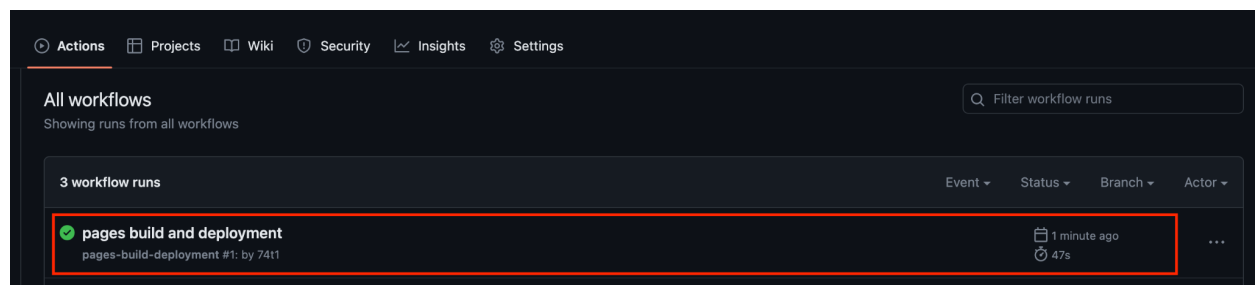 Actions Projects Wiki Security Insights Settings
All workflows
Filter workflow runs
Showing runs from all workflows
3 workflow runs Event Status Branch Actor
pages build and deployment
1 minute ago
pages-build-deployment #1: by 74t1
47s